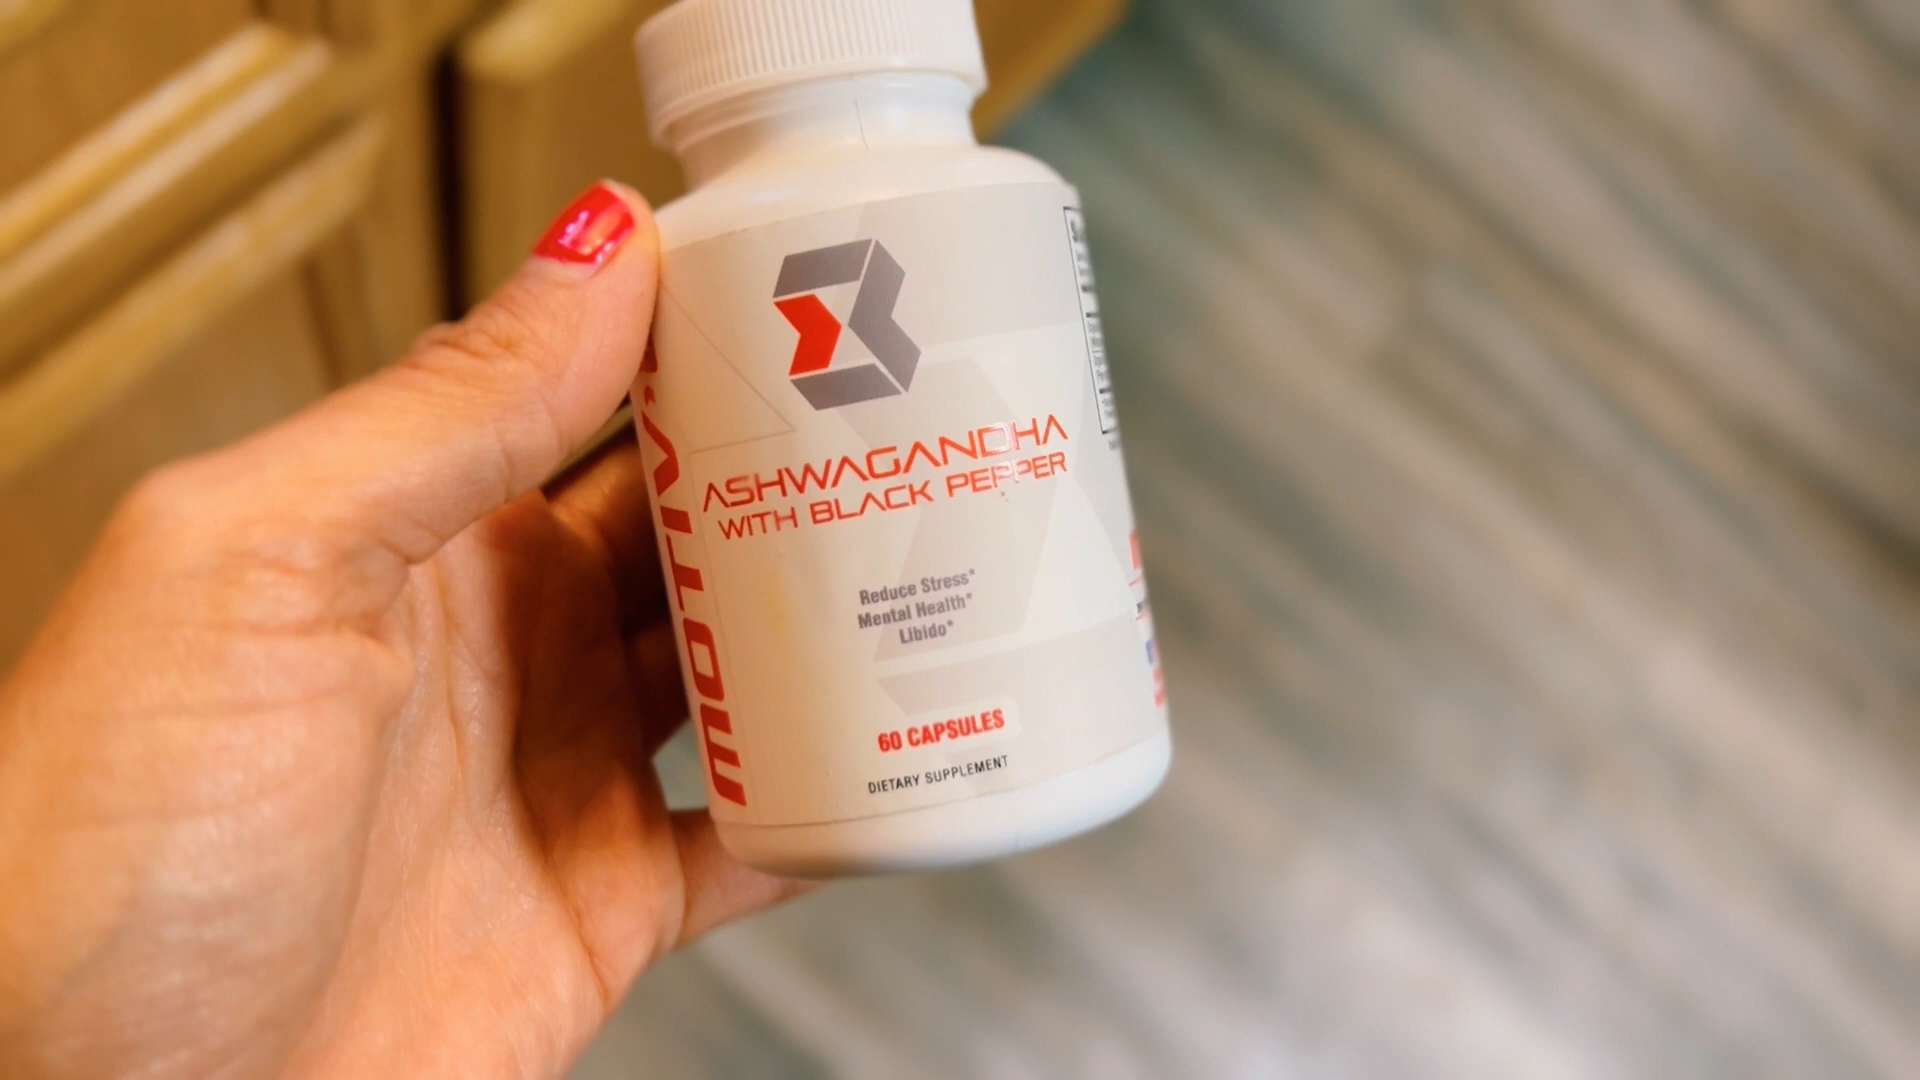 ASHWAGANDHA
WITH BLACK PEPPER
Reduce Stress*
Mental Health*
Libido*
60 CAPSULES
DIETARY SUPPLEMENT